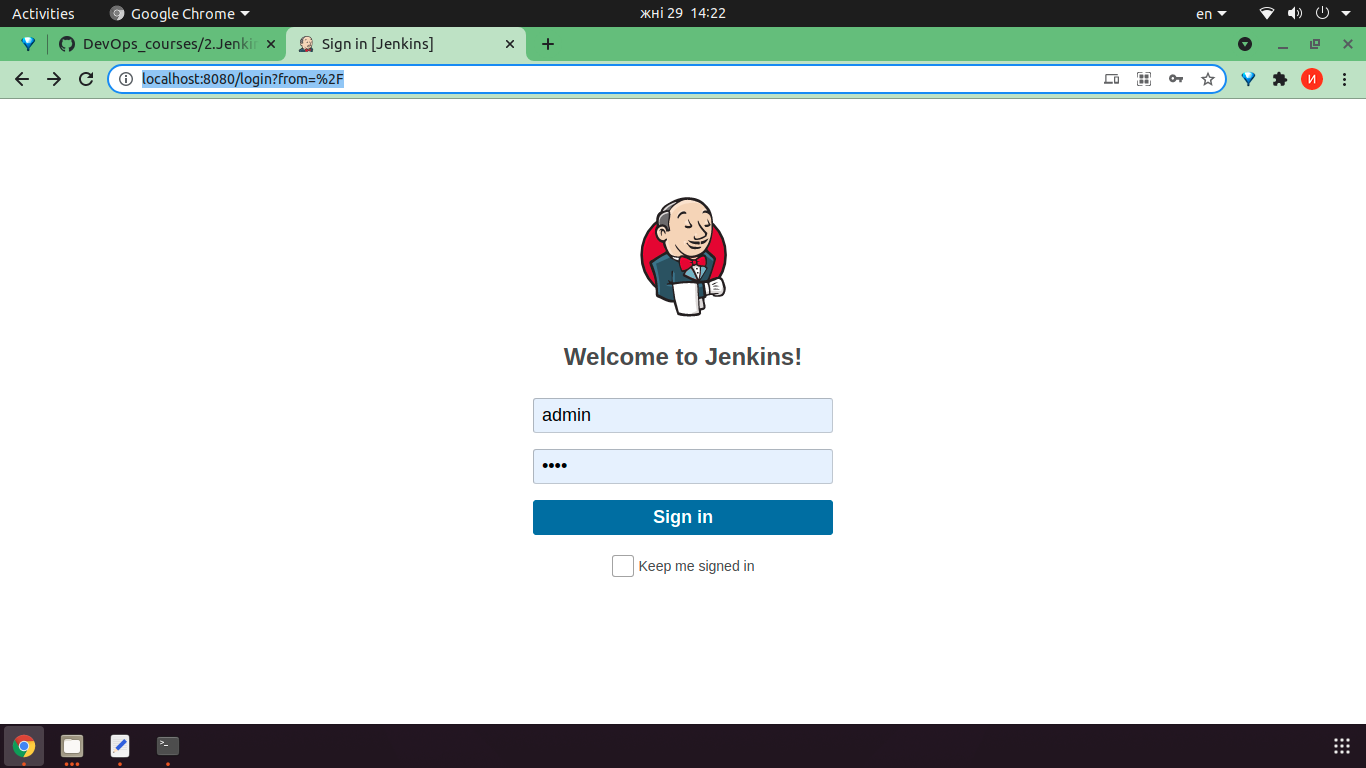 Activities
Google Chrome
жні 29 14:22
en
DevOps_courses/2.Jenki
Sign in [Jenkins]
localhost:8080/login?from=%2F
И
Welcome to Jenkins!
admin
••••
Sign in
Keep me signed in